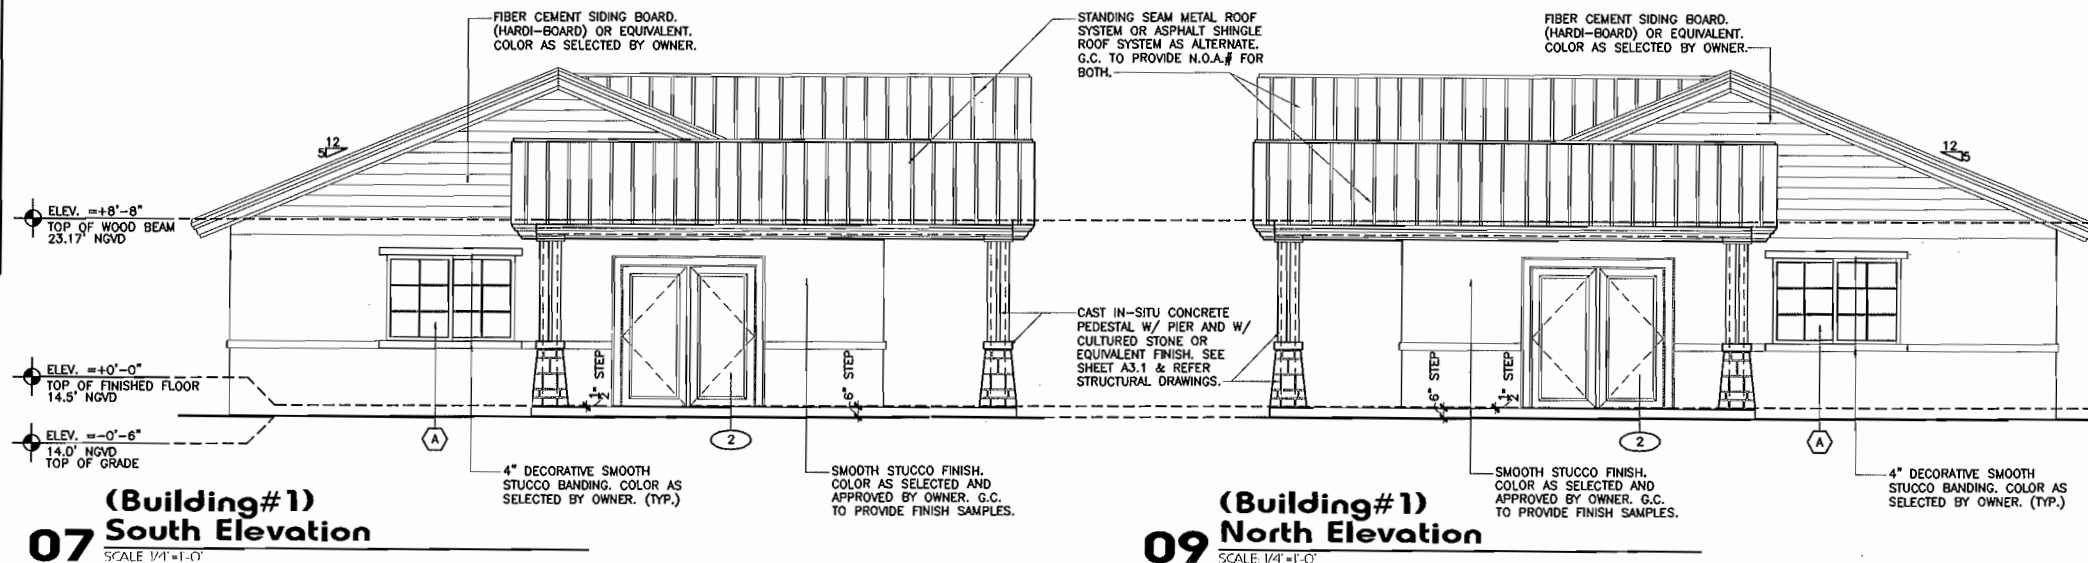 FIBER CEMENT SIDING BOARD.
(HARDI-BOARD) OR EQUIVALENT.
COLOR AS SELECTED BY OWNER.
STANDING SEAM METAL ROOF
SYSTEM OR ASPHALT SHINGLE
ROOF SYSTEM AS ALTERNATE.
G.C. TO PROVIDE N.O.A.# FOR
BOTH.
FIBER CEMENT SIDING BOARD.
(HARDI-BOARD) OR EQUIVALENT.
COLOR AS SELECTED BY OWNER.
12
5
12
5
ELEV. =+8'-8"
TOP OF WOOD BEAM
23.17' NGVD
CAST IN-SITU CONCRETE
PEDESTAL W/ PIER AND W/
CULTURED STONE OR
EQUIVALENT FINISH. SEE
SHEET A3.1 & REFER
STRUCTURAL DRAWINGS.
ELEV. =+0'-0"
TOP OF FINISHED FLOOR
14.5' NGVD
1/2" STEP
6" STEP
6" STEP
1/2" STEP
ELEV. =-0'-6"
14.0' NGVD
TOP OF GRADE
A
2
2
A
4" DECORATIVE SMOOTH
STUCCO BANDING. COLOR AS
SELECTED BY OWNER. (TYP.)
SMOOTH STUCCO FINISH.
COLOR AS SELECTED AND
APPROVED BY OWNER. G.C.
TO PROVIDE FINISH SAMPLES.
SMOOTH STUCCO FINISH.
COLOR AS SELECTED AND
APPROVED BY OWNER. G.C.
TO PROVIDE FINISH SAMPLES.
4" DECORATIVE SMOOTH
STUCCO BANDING. COLOR AS
SELECTED BY OWNER. (TYP.)
(Building#1)
07 South Elevation
SCALE 1/4"=1'-0"
(Building#1)
09 North Elevation
SCALE: 1/4"=1'-0"